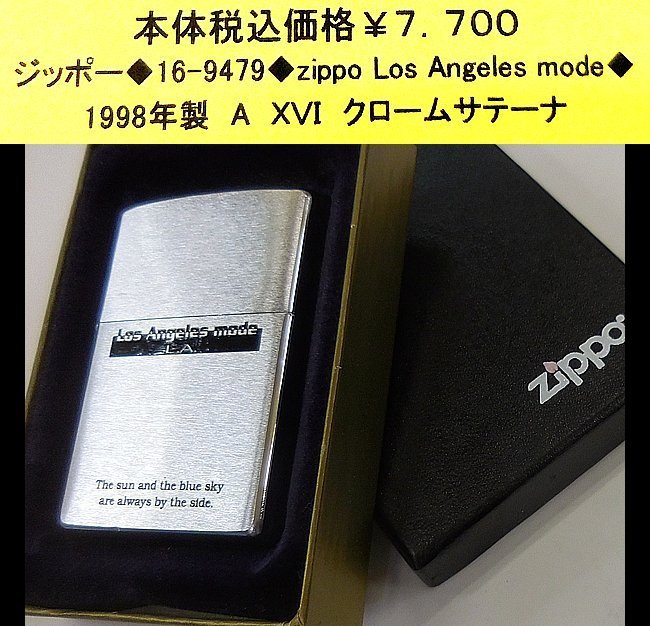 本体税込価格￥7．700
ジッポー◆16-9479◆zippo Los Angeles mode◆
1998年製 A XVI クロームサテーナ
Los Angeles mode
L.A.
The sun and the blue sky
are always by the side.
zippo